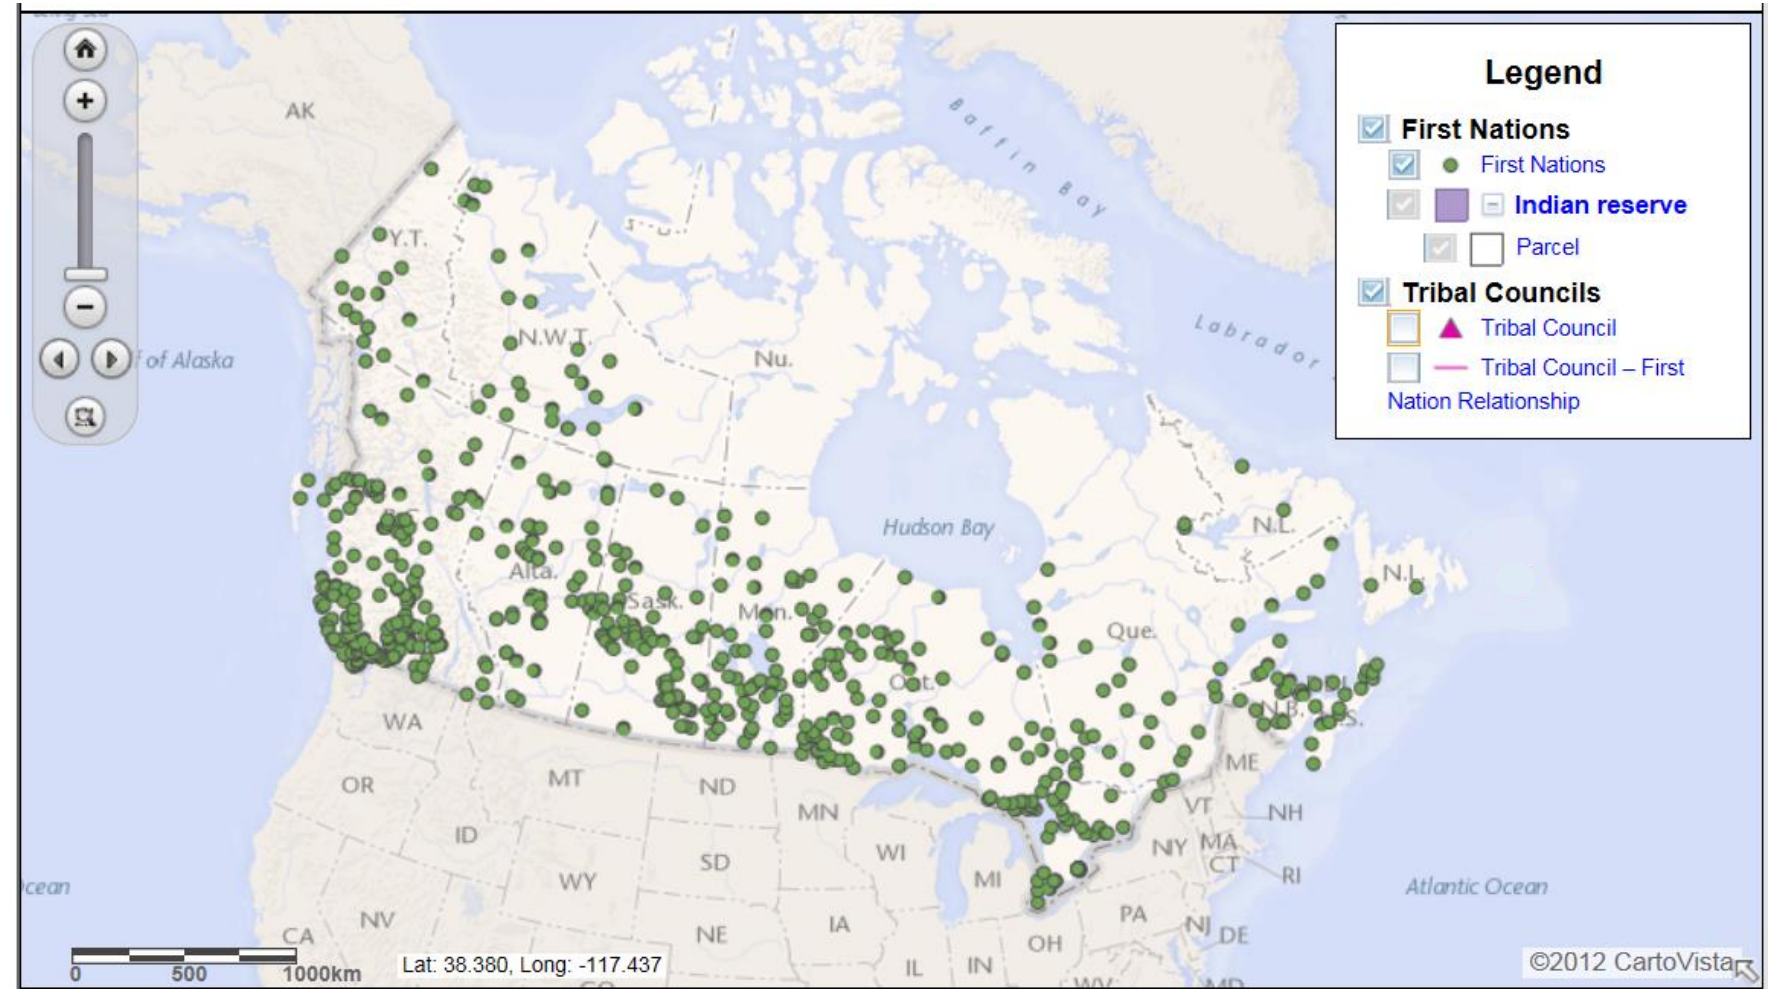 Legend
First Nations
First Nations
Indian reserve
Parcel
Tribal Councils
Tribal Council
Tribal Council – First
Nation Relationship
AK
Baffin Bay
Y.T.
Labrador
N.W.T.
Nu.
f of Alaska
Hudson Bay
N.L.
N.L.
Alta.
Sask.
Man.
Que.
Ont.
N.B.
N.S.
WA
OR
MT
ND
MN
ME
VT
NH
ID
SD
WI
NY
MA
CT
RI
WY
MI
Atlantic Ocean
cean
NV
NE
IA
PA
NJ
DE
CA
OH
IL
IN
WV
MD
0 500 1000km
Lat: 38.380, Long: -117.437
©2012 CartoVista